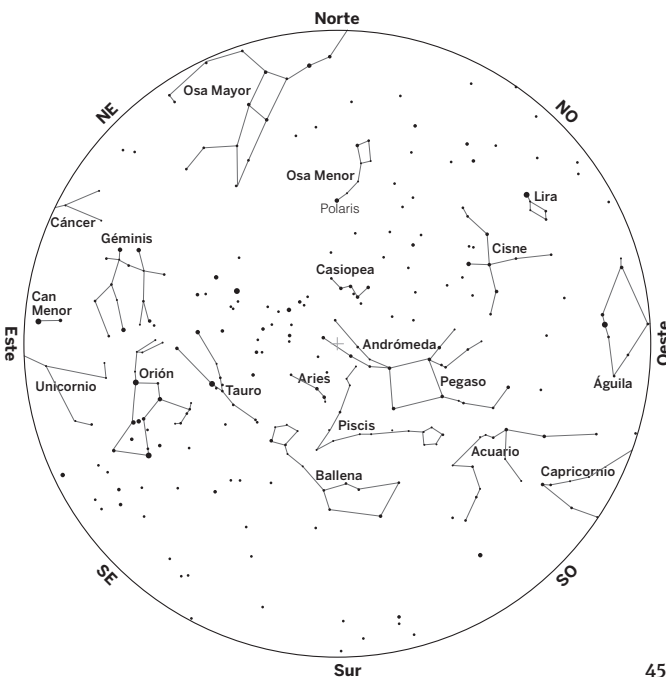 Norte
NE
NO
Osa Mayor
Osa Menor
Polaris
Lira
Cáncer
Géminis
Cisne
Casiopea
Can
Menor
Este
Oeste
Andrómeda
Unicornio
Orión
Tauro
Aries
Pegaso
Águila
Piscis
Acuario
Ballena
Capricornio
SE
SO
Sur
45